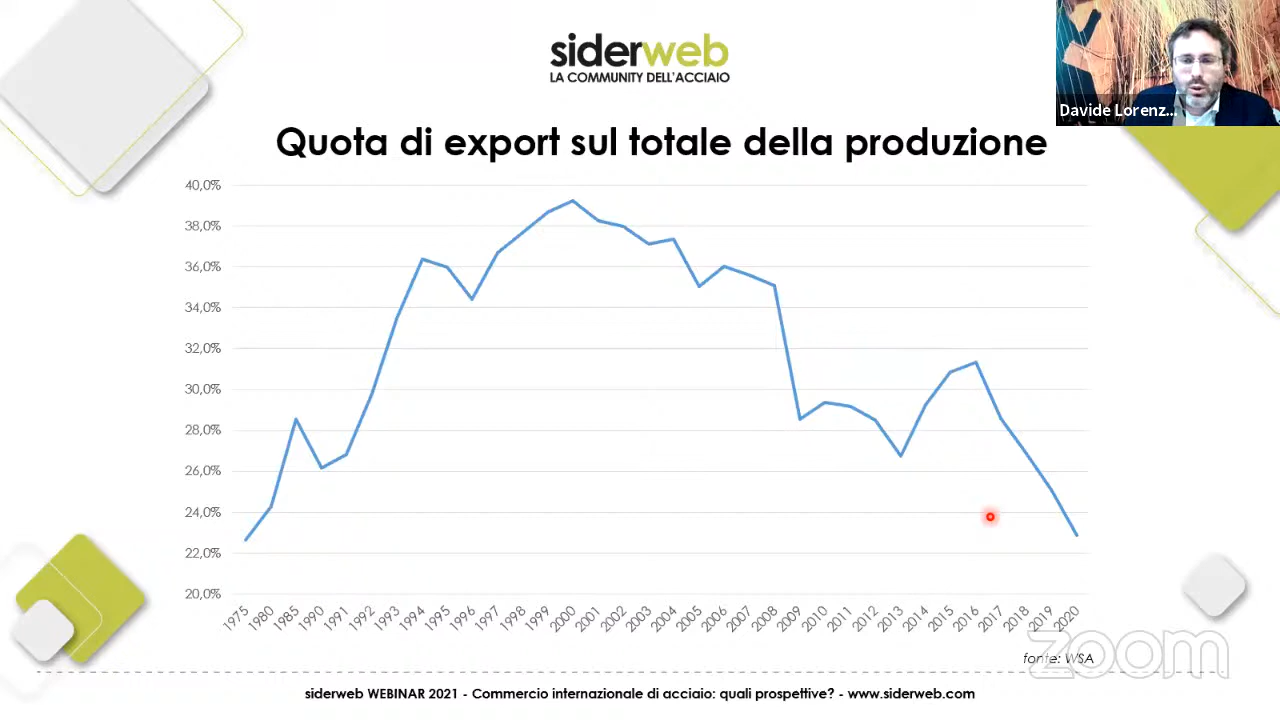 siderweb
LA COMMUNITY DELL'ACCIAIO
Davide Lorenz...
Quota di export sul totale della produzione
40,0%
38,0%
36,0%
34,0%
32,0%
30,0%
28,0%
26,0%
24,0%
22,0%
20,0%
1975 1980 1985 1990 1991 1992 1993 1994 1995 1996 1997 1998 1999 2000 2001 2002 2003 2004 2005 2006 2007 2008 2009 2010 2011 2012 2013 2014 2015 2016 2017 2018 2019 2020
zoom
fonte: WSA
siderweb WEBINAR 2021 - Commercio internazionale di acciaio: quali prospettive? - www.siderweb.com